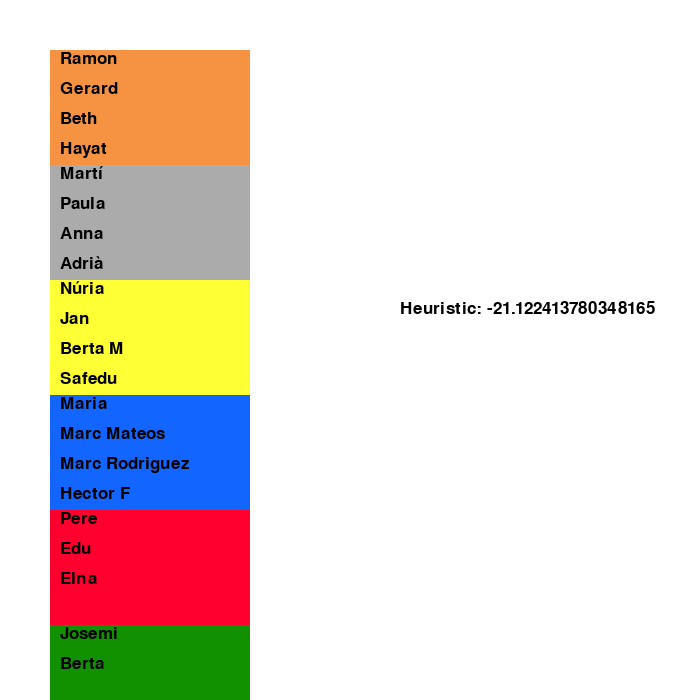 Ramon
Gerard
Beth
Hayat
Martí
Paula
Anna
Adrià
Núria
Jan
Berta M
Safedu
Maria
Marc Mateos
Marc Rodriguez
Hector F
Pere
Edu
Elna
Josemi
Berta
Heuristic: -21.122413780348165